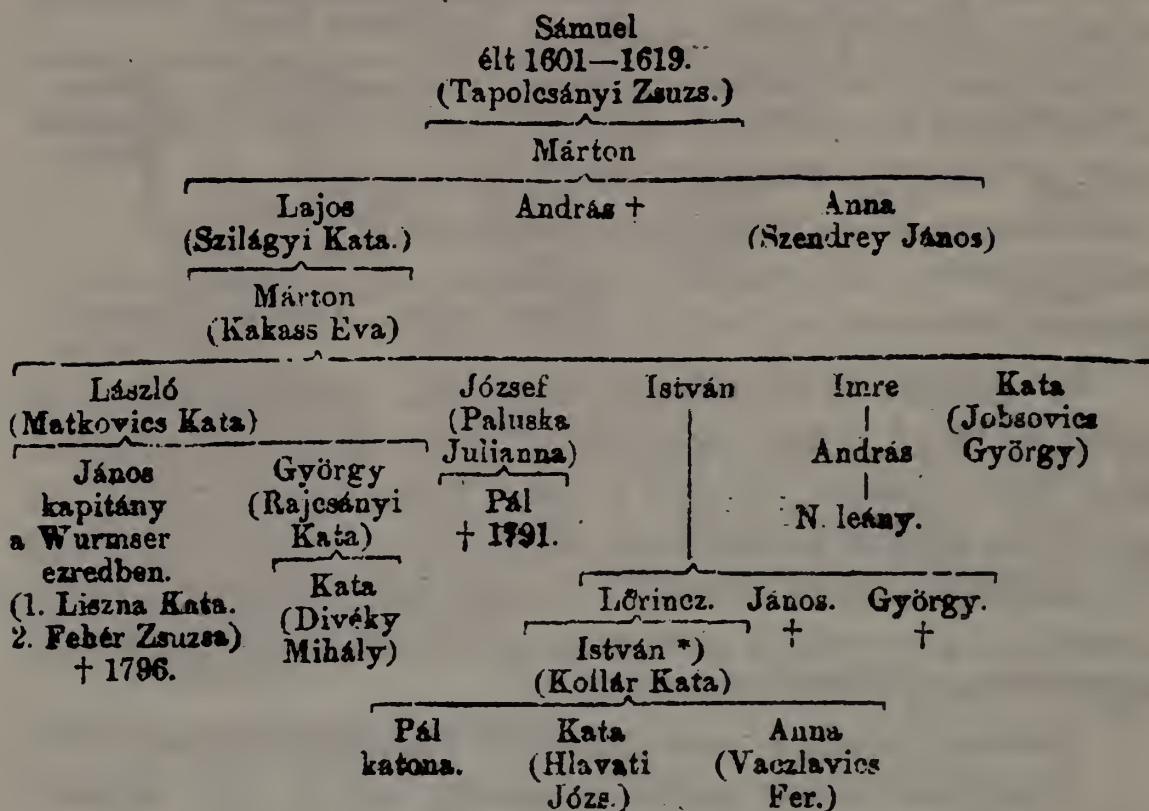 Sámuel
élt 1601—1619.
(Tapolcsányi Zsuzs.)
Márton
Lajos András † Anna
(Szilágyi Kata.) (Szendrey János)
Márton
(Kakass Eva)
László József István Imre Kata
(Matkovics Kata) (Paluska (Jobsovics
Julianna) András György)
János György Pál N. leány.
kapitány (Rajcsányi † 1791.
a Wurmser Kata)
ezredben. Kata Lőrincz. János. György.
(1. Liszna Kata. (Divéky † †
2. Fehér Zsuzsa) Mihály) István *)
† 1796. (Kollár Kata)
Pál Kata Anna
katona. (Hlavati (Vaczlavics
Józs.) Fer.)